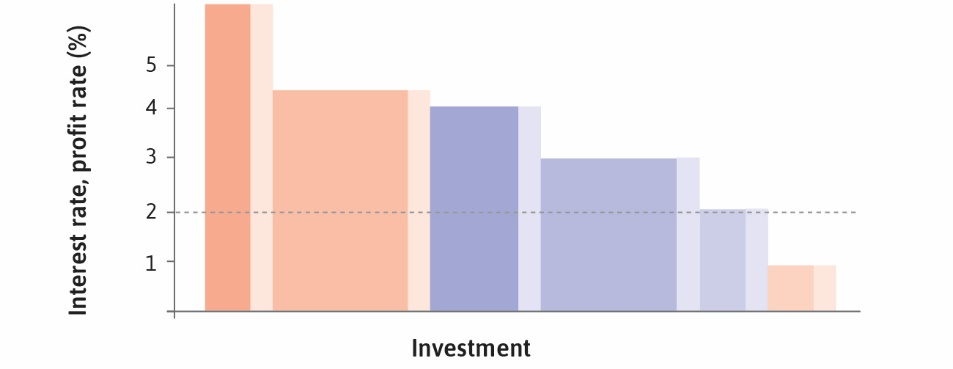 Interest rate, profit rate (%)
5
4
3
2
1
Investment